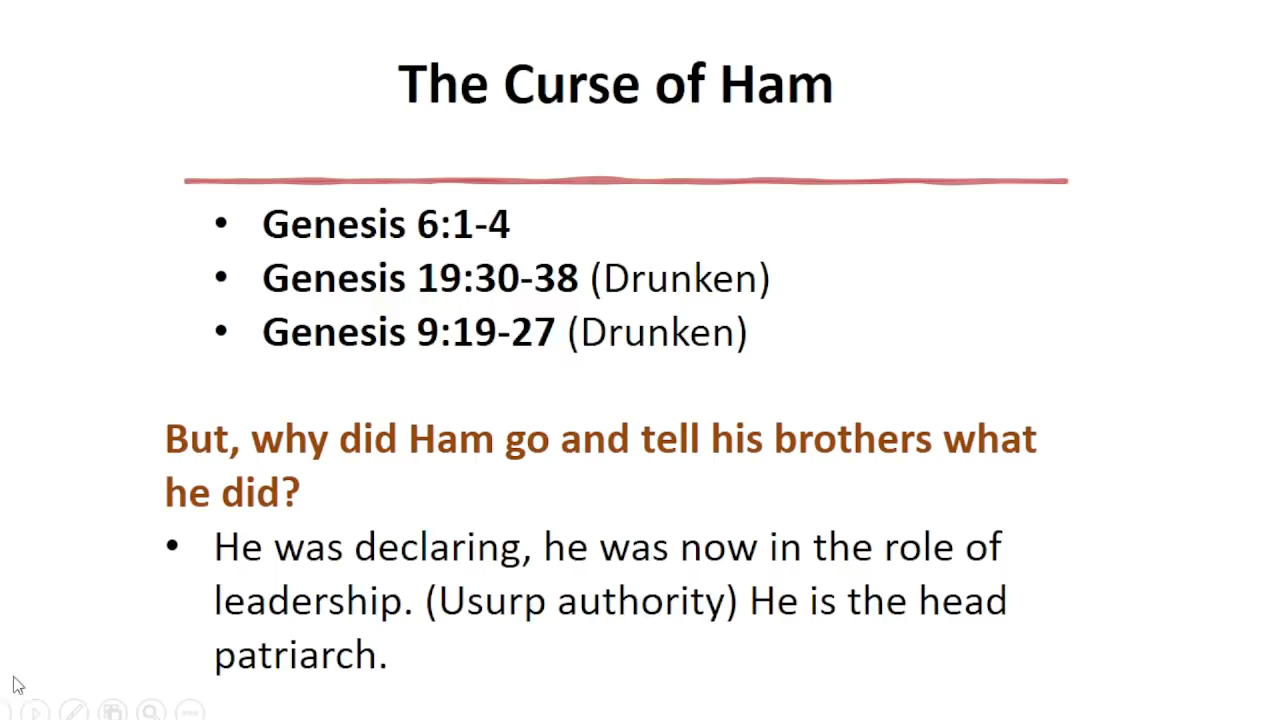 The Curse of Ham
• Genesis 6:1-4
• Genesis 19:30-38 (Drunken)
• Genesis 9:19-27 (Drunken)
But, why did Ham go and tell his brothers what
he did?
• He was declaring, he was now in the role of
leadership. (Usurp authority) He is the head
patriarch.